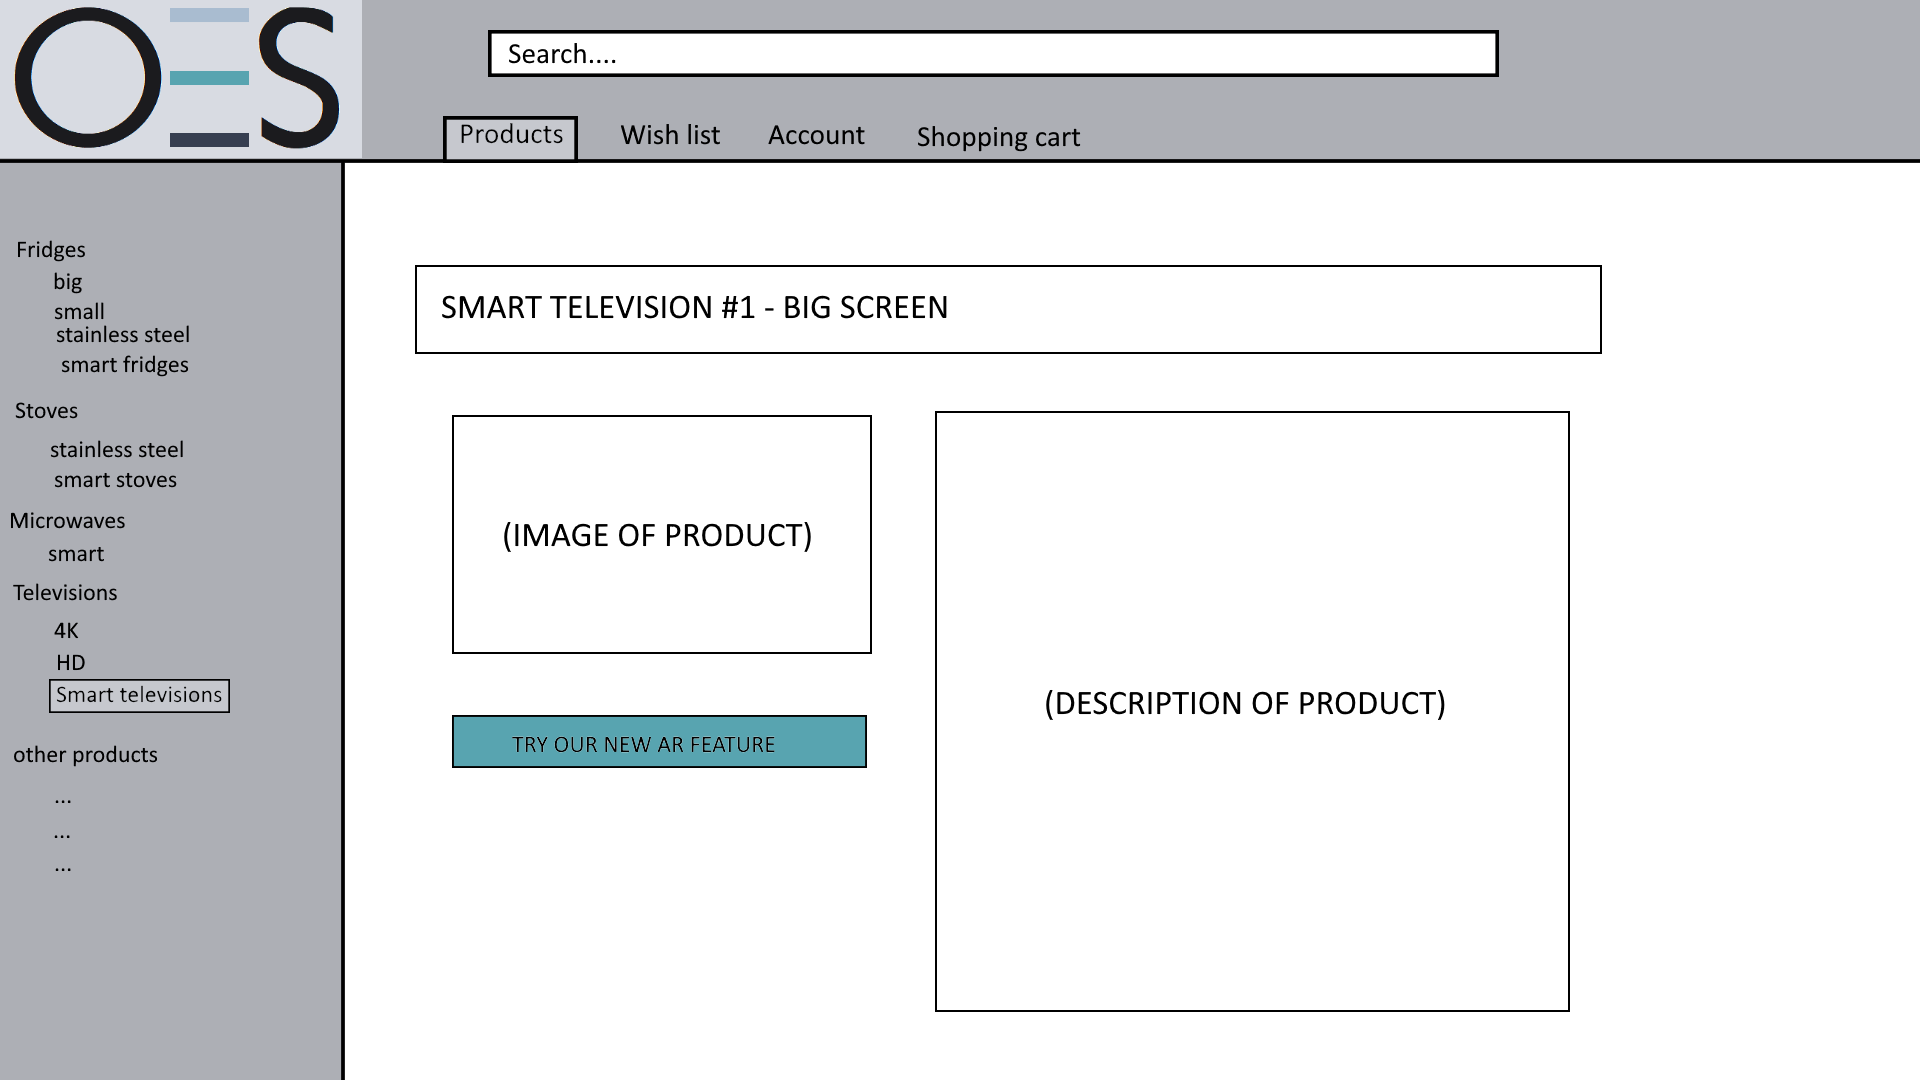 OES
Search....
Products
Wish list
Account
Shopping cart
Fridges
big
small
stainless steel
smart fridges
Stoves
stainless steel
smart stoves
Microwaves
smart
Televisions
4K
HD
Smart televisions
other products
...
...
...
SMART TELEVISION #1 - BIG SCREEN
(IMAGE OF PRODUCT)
TRY OUR NEW AR FEATURE
(DESCRIPTION OF PRODUCT)